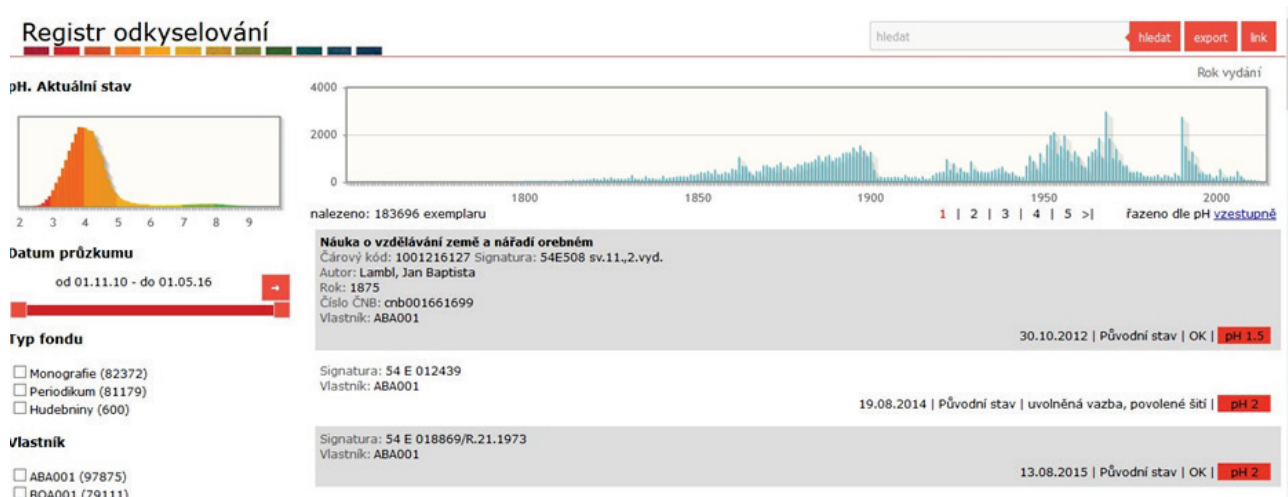 Registr odkyselování
hledat
hledat export link
pH. Aktuální stav
2 3 4 5 6 7 8 9
Datum průzkumu
od 01.11.10 - do 01.05.16
→
Typ fondu
Monografie (82372)
Periodikum (81179)
Hudebniny (600)
Vlastník
ABA001 (97875)
BOA001 (79111)
Rok vydání
4000
2000
0
1800 1850 1900 1950 2000
nalezeno: 183696 exemplaru
1 | 2 | 3 | 4 | 5 >| řazeno dle pH vzestupně
Náuka o vzdělávání země a nářadí orebném
Čárový kód: 1001216127 Signatura: 54E508 sv.11.,2.vyd.
Autor: Lambl, Jan Baptista
Rok: 1875
Číslo ČNB: cnb001661699
Vlastník: ABA001
30.10.2012 | Původní stav | OK | pH 1.5
Signatura: 54 E 012439
Vlastník: ABA001
19.08.2014 | Původní stav | uvolněná vazba, povolené šití | pH 2
Signatura: 54 E 018869/R.21.1973
Vlastník: ABA001
13.08.2015 | Původní stav | OK | pH 2